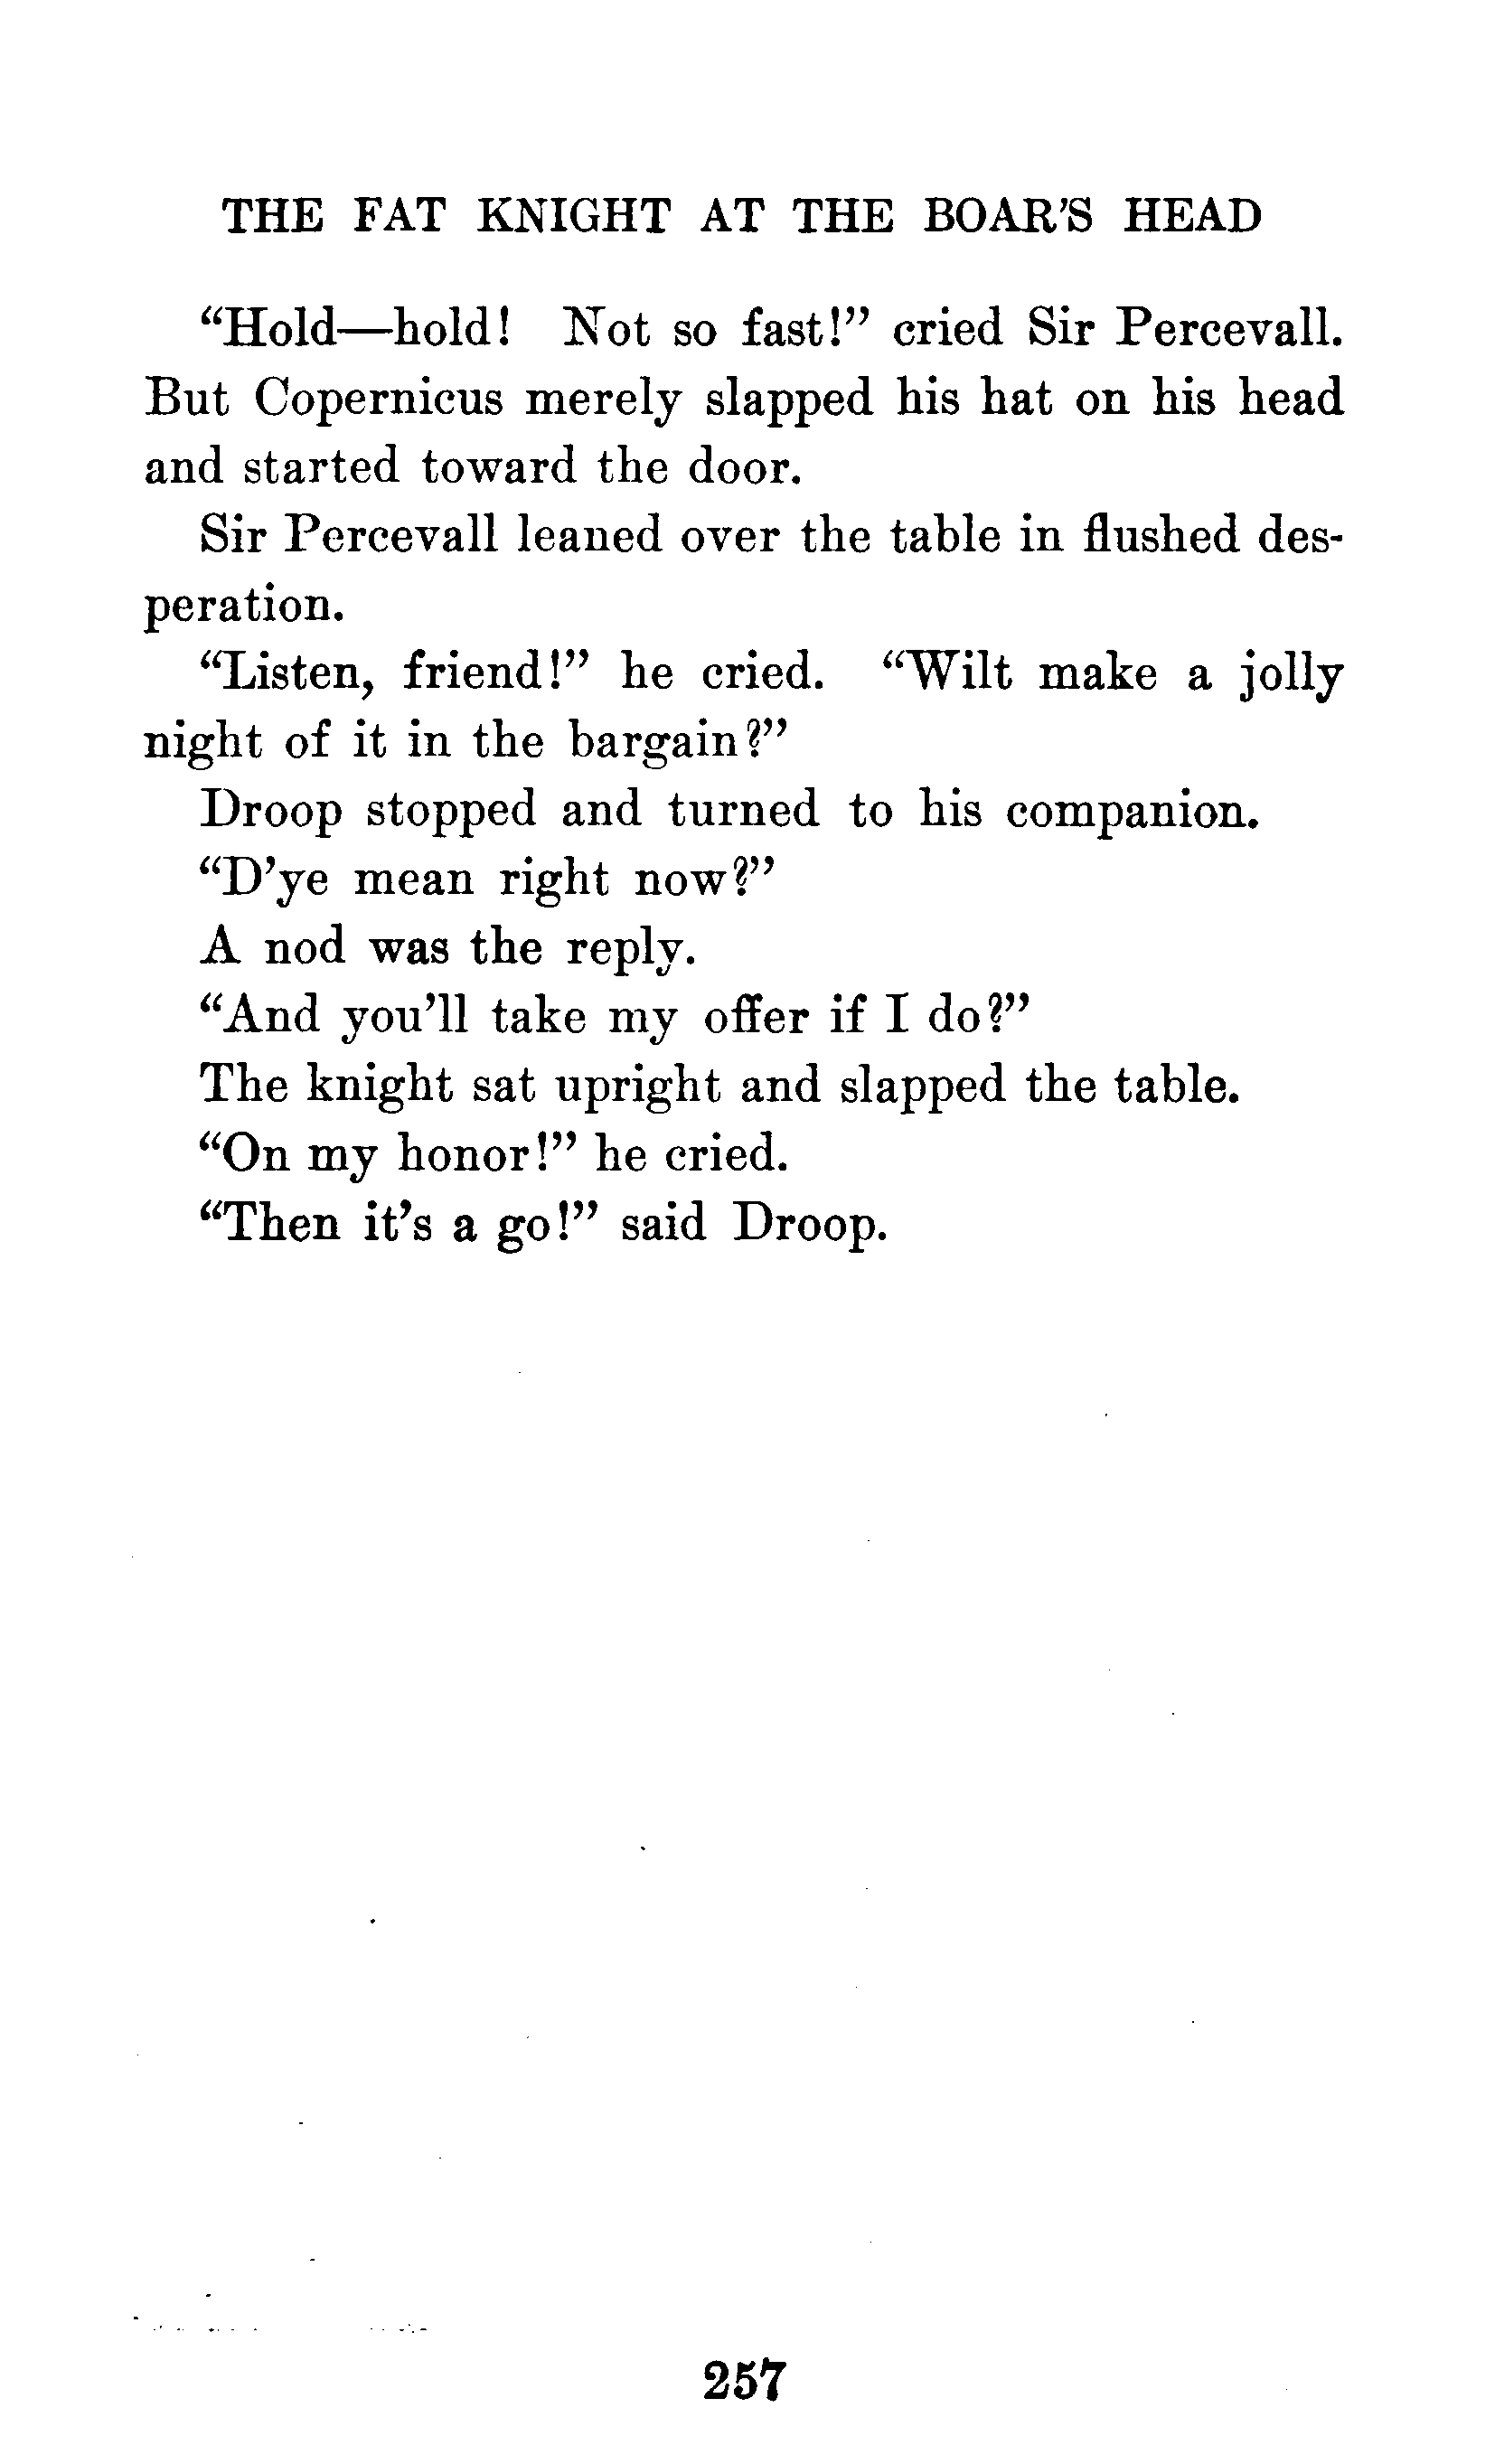 THE FAT KNIGHT AT THE BOAR'S HEAD
“Hold—hold! Not so fast!” cried Sir Percevall.
But Copernicus merely slapped his hat on his head
and started toward the door.
Sir Percevall leaned over the table in flushed des-
peration.
“Listen, friend!” he cried. “Wilt make a jolly
night of it in the bargain?”
Droop stopped and turned to his companion.
“D’ye mean right now?”
A nod was the reply.
“And you’ll take my offer if I do?”
The knight sat upright and slapped the table.
“On my honor!” he cried.
“Then it’s a go!” said Droop.
257